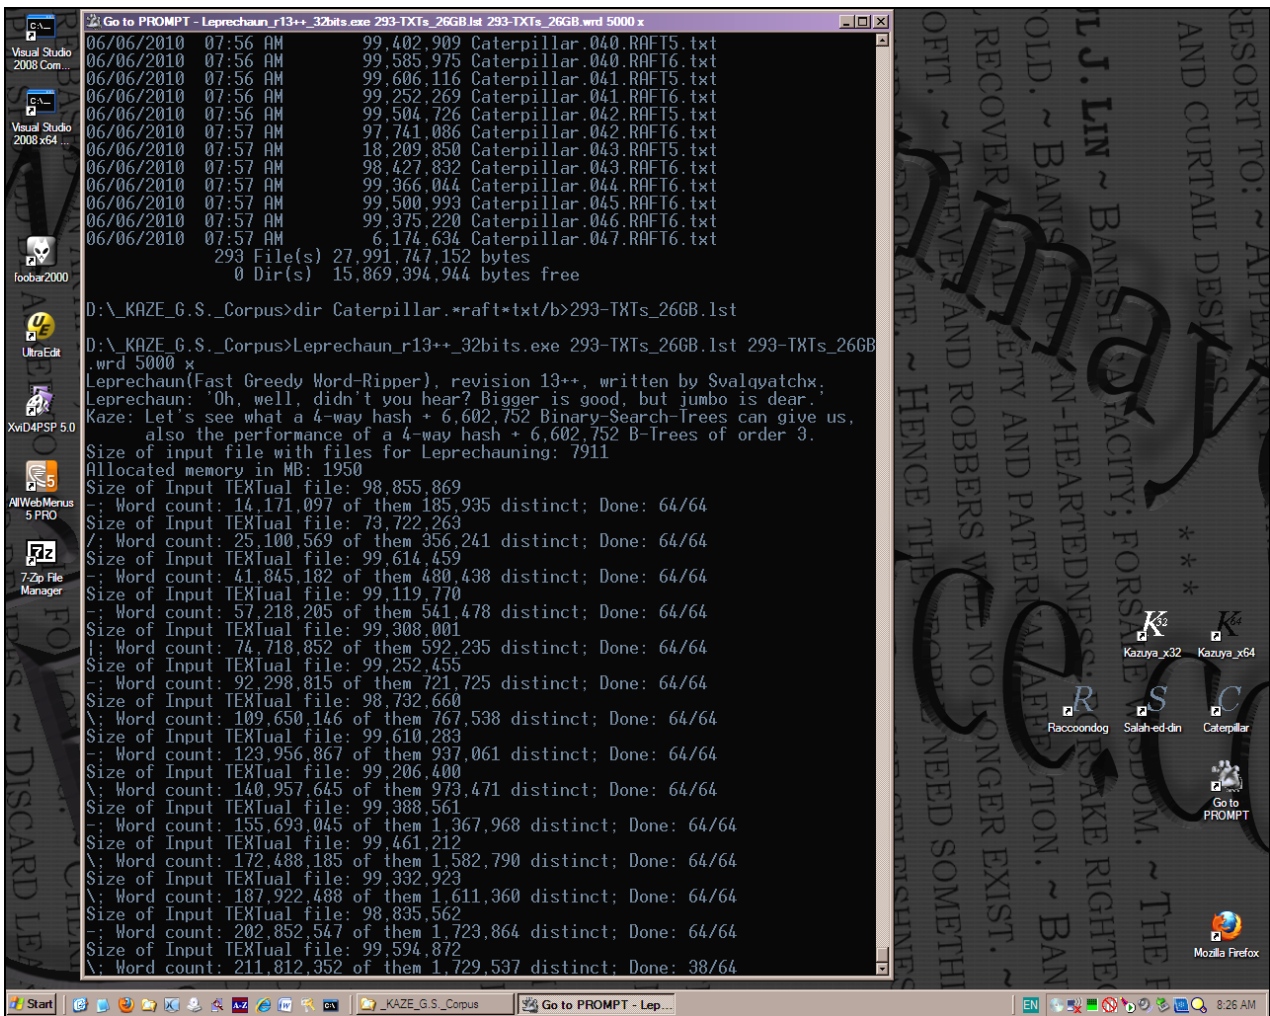 Go to PROMPT - Leprechaun_r13++_32bits.exe 293-TXTs_26GB.lst 293-TXTs_26GB.wrd 5000 x
06/06/2010 07:56 AM 99,402,909 Caterpillar.040.RAFT5.txt
06/06/2010 07:56 AM 99,585,975 Caterpillar.040.RAFT6.txt
06/06/2010 07:56 AM 99,606,116 Caterpillar.041.RAFT5.txt
06/06/2010 07:56 AM 99,252,269 Caterpillar.041.RAFT6.txt
06/06/2010 07:56 AM 99,504,726 Caterpillar.042.RAFT5.txt
06/06/2010 07:57 AM 97,741,086 Caterpillar.042.RAFT6.txt
06/06/2010 07:57 AM 18,209,850 Caterpillar.043.RAFT5.txt
06/06/2010 07:57 AM 98,427,832 Caterpillar.043.RAFT6.txt
06/06/2010 07:57 AM 99,366,044 Caterpillar.044.RAFT6.txt
06/06/2010 07:57 AM 99,500,993 Caterpillar.045.RAFT6.txt
06/06/2010 07:57 AM 99,375,220 Caterpillar.046.RAFT6.txt
06/06/2010 07:57 AM 6,174,634 Caterpillar.047.RAFT6.txt
293 File(s) 27,991,747,152 bytes
0 Dir(s) 15,869,394,944 bytes free
D:\_KAZE_G.S._Corpus>dir Caterpillar.*raft*txt/b>293-TXTs_26GB.lst
D:\_KAZE_G.S._Corpus>Leprechaun_r13++_32bits.exe 293-TXTs_26GB.lst 293-TXTs_26GB
.wrd 5000 x
Leprechaun(Fast Greedy Word-Ripper), revision 13++, written by Svalqyatchx.
Leprechaun: 'Oh, well, didn't you hear? Bigger is good, but jumbo is dear.'
Kaze: Let's see what a 4-way hash + 6,602,752 Binary-Search-Trees can give us,
also the performance of a 4-way hash + 6,602,752 B-Trees of order 3.
Size of input file with files for Leprechauning: 7911
Allocated memory in MB: 1950
Size of Input TEXTual file: 98,855,869
-; Word count: 14,171,097 of them 185,935 distinct; Done: 64/64
Size of Input TEXTual file: 73,722,263
/; Word count: 25,100,569 of them 356,241 distinct; Done: 64/64
Size of Input TEXTual file: 99,614,459
-; Word count: 41,845,182 of them 480,438 distinct; Done: 64/64
Size of Input TEXTual file: 99,119,770
-; Word count: 57,218,205 of them 541,478 distinct; Done: 64/64
Size of Input TEXTual file: 99,308,001
|; Word count: 74,718,852 of them 592,235 distinct; Done: 64/64
Size of Input TEXTual file: 99,252,455
-; Word count: 92,298,815 of them 721,725 distinct; Done: 64/64
Size of Input TEXTual file: 98,732,660
\; Word count: 109,650,146 of them 767,538 distinct; Done: 64/64
Size of Input TEXTual file: 99,610,283
-; Word count: 123,956,867 of them 937,061 distinct; Done: 64/64
Size of Input TEXTual file: 99,206,400
\; Word count: 140,957,645 of them 973,471 distinct; Done: 64/64
Size of Input TEXTual file: 99,388,561
-; Word count: 155,693,045 of them 1,367,968 distinct; Done: 64/64
Size of Input TEXTual file: 99,461,212
\; Word count: 172,488,185 of them 1,582,790 distinct; Done: 64/64
Size of Input TEXTual file: 99,332,923
\; Word count: 187,922,488 of them 1,611,360 distinct; Done: 64/64
Size of Input TEXTual file: 98,835,562
-; Word count: 202,852,547 of them 1,723,864 distinct; Done: 64/64
Size of Input TEXTual file: 99,594,872
\; Word count: 211,812,352 of them 1,729,537 distinct; Done: 38/64
Visual Studio
2008 Com...
Visual Studio
2008 x64 ...
foobar2000
UltraEdit
XviD4PSP 5.0
AllWebMenus
5 PRO
7-Zip File
Manager
Kazuya_x32
Kazuya_x64
Raccoondog
Salah-ed-din
Caterpillar
Go to
PROMPT
Mozilla Firefox
Start
_KAZE_G.S._Corpus
Go to PROMPT - Lep...
EN
8:26 AM